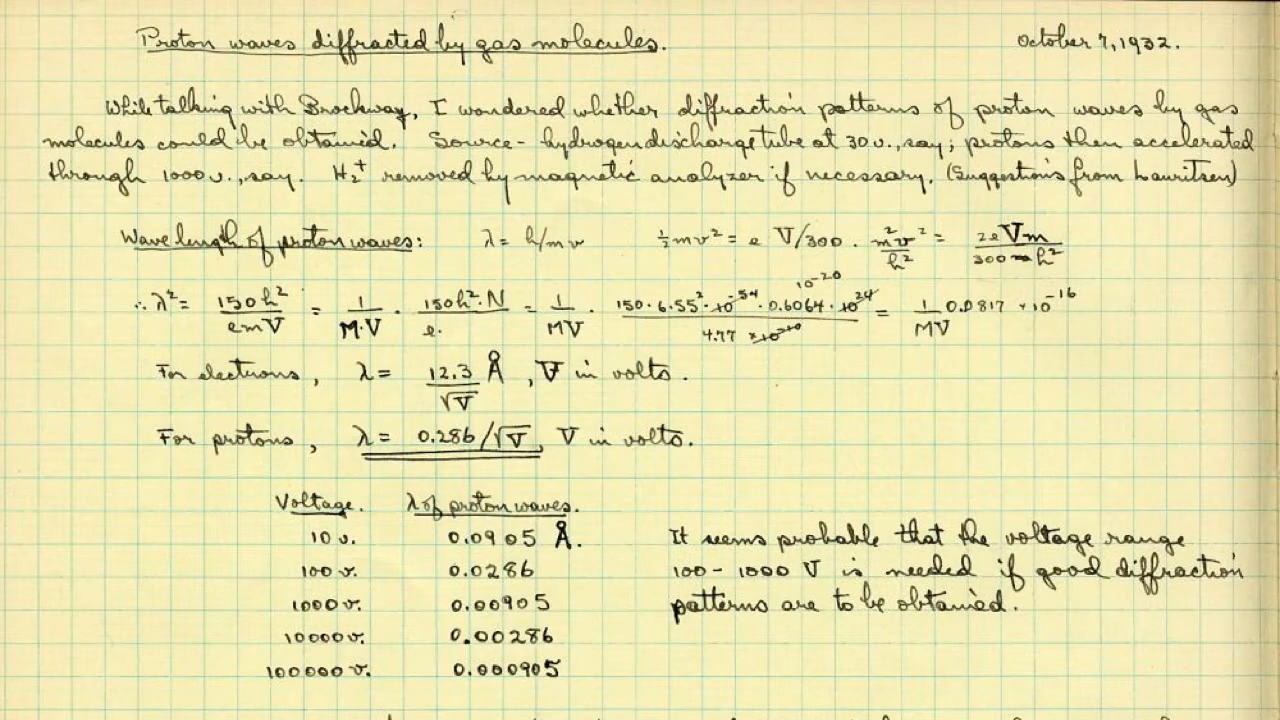 Proton waves diffracted by gas molecules. October 7, 1932.
While talking with Brockway, I wondered whether diffraction patterns of proton waves by gas
molecules could be obtained. Source - hydrogen discharge tube at 30 v., say; protons then accelerated
through 1000 v., say. H₂⁺ removed by magnetic analyzer if necessary. (Suggestions from Lauritsen)
Wave length of proton waves: λ = h/mv ½mv² = e V/300 . m²v²/h² = 2eVm/300 h²
∴ λ² = 150h²/emV = 1/M·V · 150h²·N/e = 1/MV · 150·6.55²·10⁻⁵⁴·0.6064·10²⁴/4.77 ×10⁻¹⁰ 10⁻²⁰ = 1/MV 0.0817 × 10⁻¹⁶
For electrons, λ = 12.3/√V Å, V in volts.
For protons, λ = 0.286/√V, V in volts.
Voltage. λ of proton waves.
10 v. 0.0905 Å.
100 v. 0.0286
1000 v. 0.00905
10000 v. 0.00286
100000 v. 0.000905
It seems probable that the voltage range
100 - 1000 V is needed if good diffraction
patterns are to be obtained.